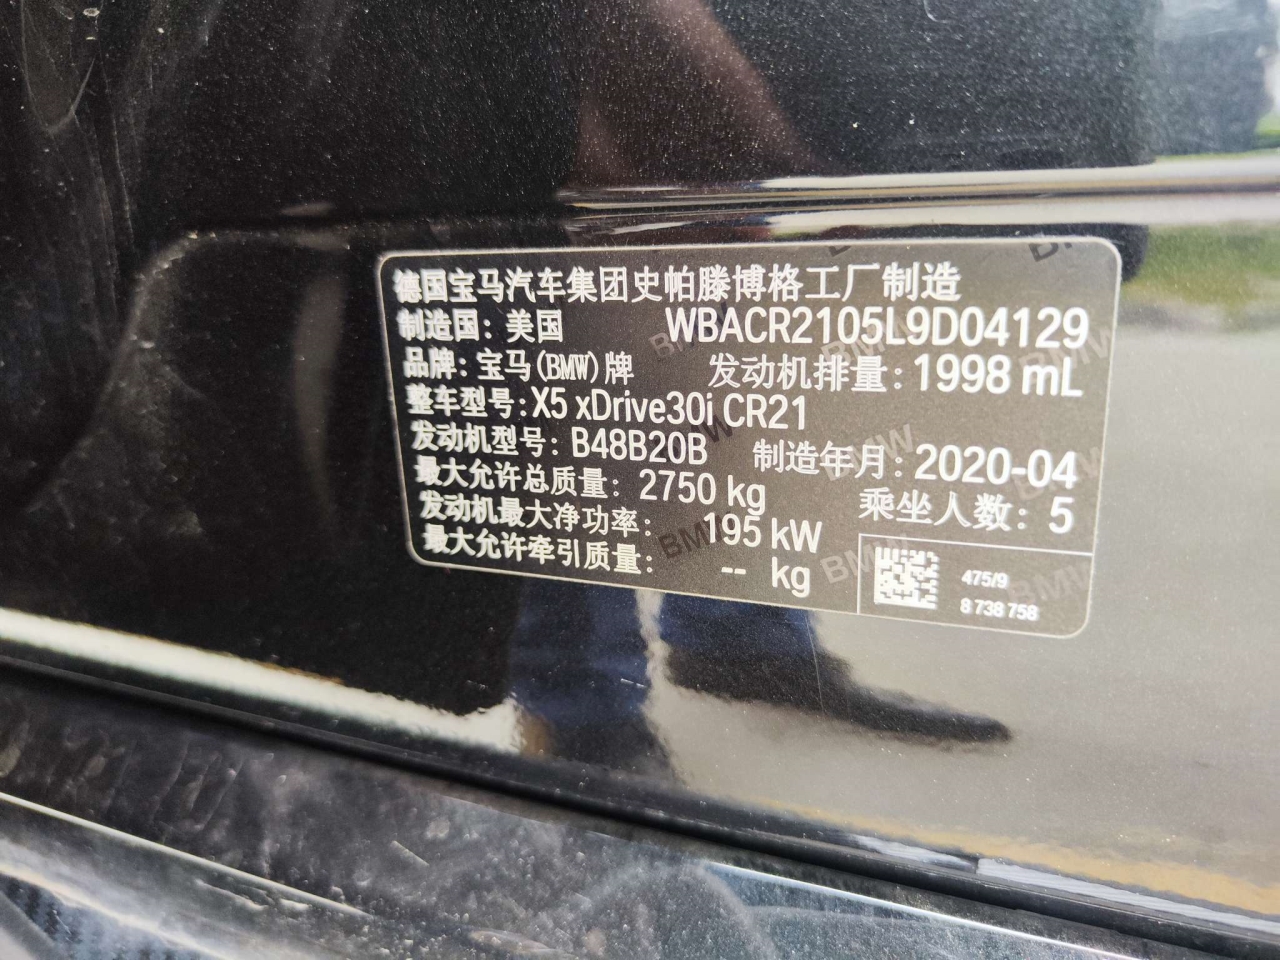 德国宝马汽车集团史帕滕博格工厂制造
制造国：美国 WBACR2105L9D04129
品牌：宝马(BMW)牌 发动机排量：1998 mL
整车型号：X5 xDrive30i CR21
发动机型号：B48B20B 制造年月：2020-04
最大允许总质量：2750 kg 乘坐人数：5
发动机最大净功率：195 kW
最大允许牵引质量：-- kg
475/9
8 738 758